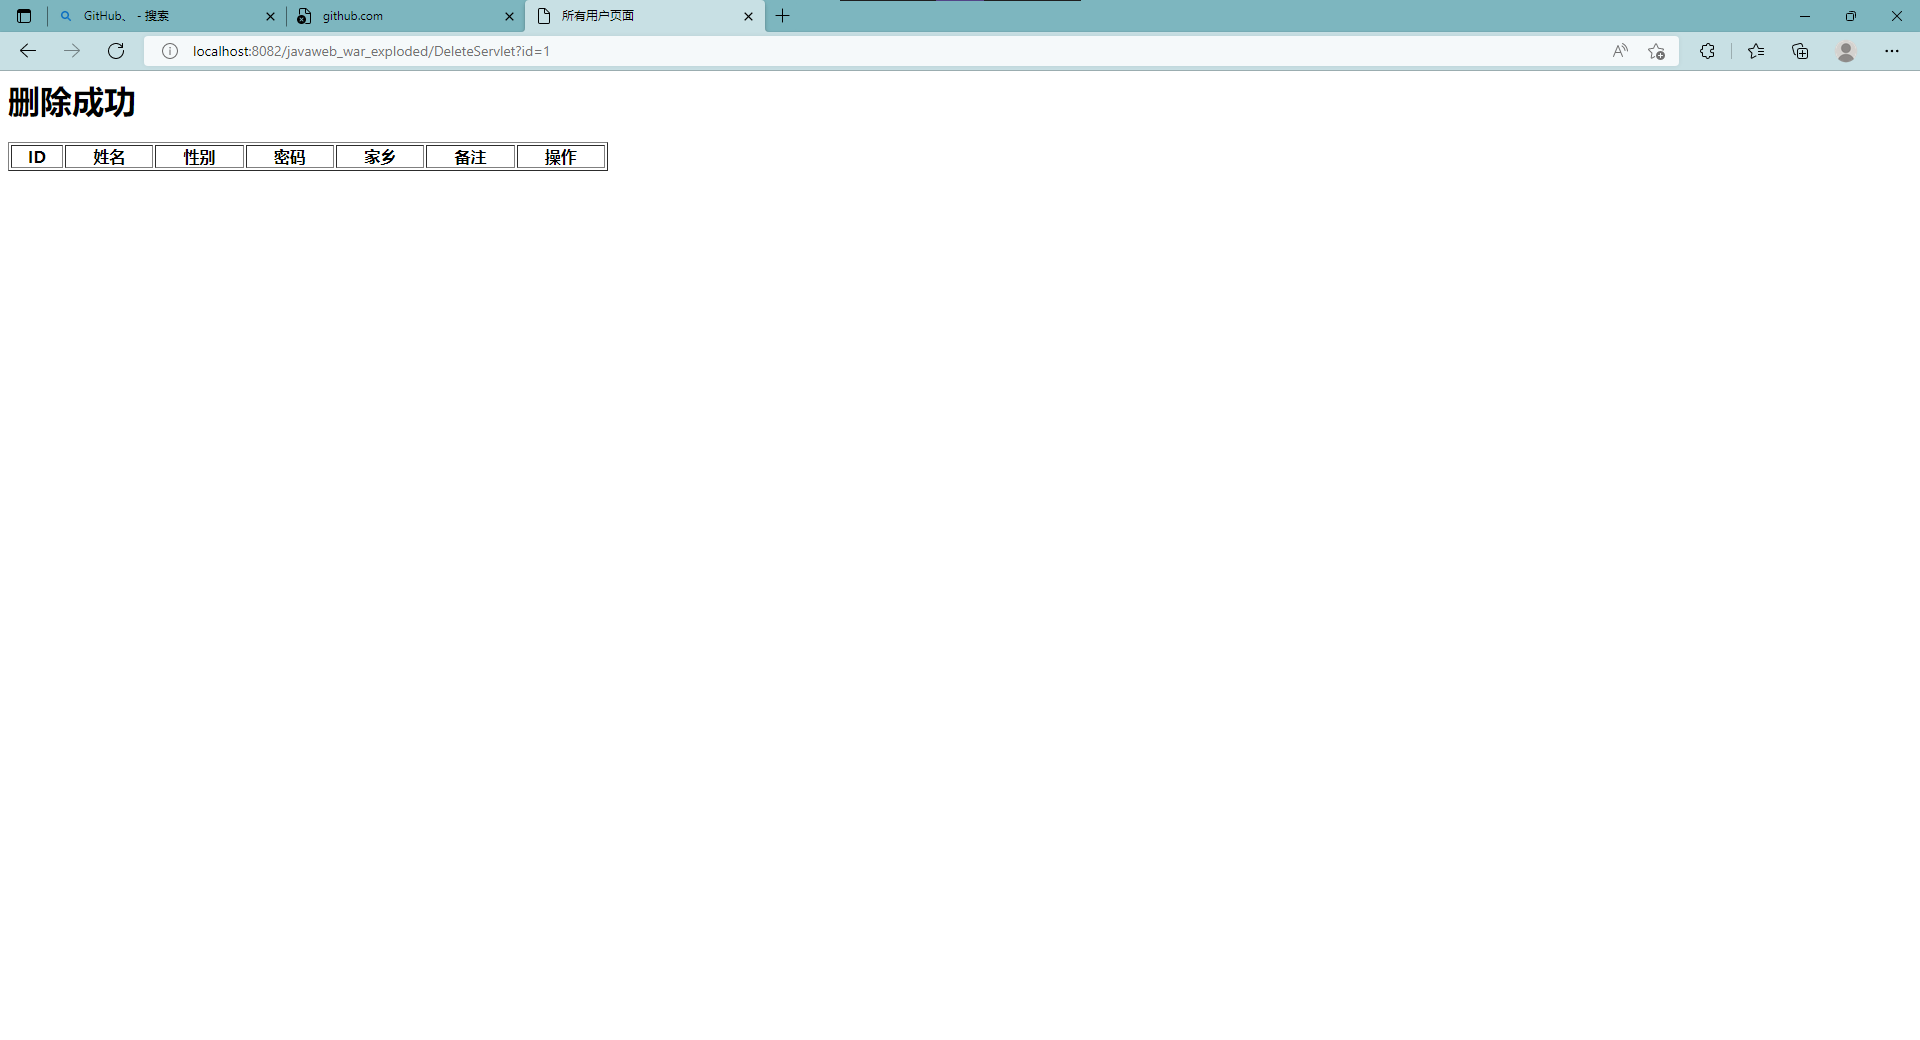 GitHub、 - 搜索
github.com
所有用户页面
localhost:8082/javaweb_war_exploded/DeleteServlet?id=1
删除成功
ID 姓名 性别 密码 家乡 备注 操作